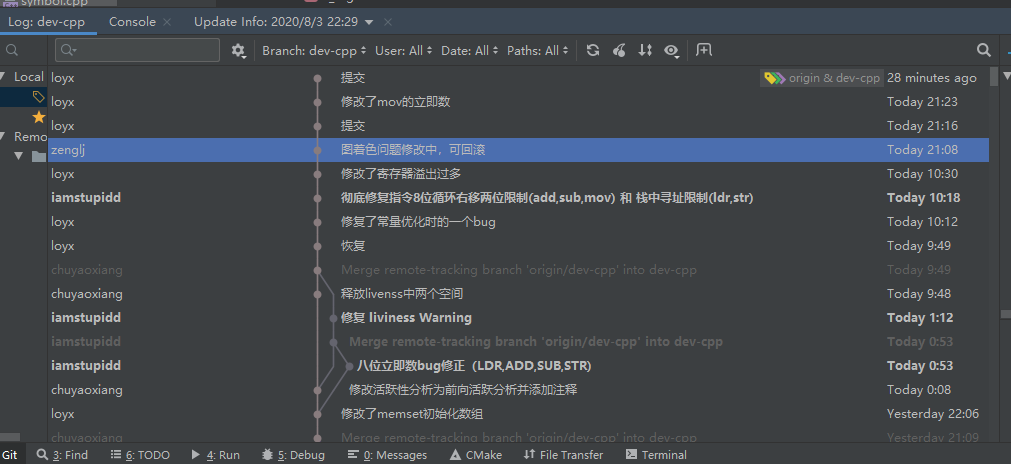 symbol.cpp
Log: dev-cpp Console Update Info: 2020/8/3 22:29
Branch: dev-cpp User: All Date: All Paths: All
Local loyx 提交 origin & dev-cpp 28 minutes ago
loyx 修改了mov的立即数 Today 21:23
loyx 提交 Today 21:16
Remo zenglj 图着色问题修改中，可回滚 Today 21:08
loyx 修改了寄存器溢出过多 Today 10:30
iamstupidd 彻底修复指令8位循环右移两位限制(add,sub,mov) 和 栈中寻址限制(ldr,str) Today 10:18
loyx 修复了常量优化时的一个bug Today 10:12
loyx 恢复 Today 9:49
chuyaoxiang Merge remote-tracking branch 'origin/dev-cpp' into dev-cpp Today 9:49
chuyaoxiang 释放livenss中两个空间 Today 9:48
iamstupidd 修复 liviness Warning Today 1:12
iamstupidd Merge remote-tracking branch 'origin/dev-cpp' into dev-cpp Today 0:53
iamstupidd 八位立即数bug修正（LDR,ADD,SUB,STR) Today 0:53
chuyaoxiang 修改活跃性分析为前向活跃分析并添加注释 Today 0:08
loyx 修改了memset初始化数组 Yesterday 22:06
chuyaoxiang Merge remote-tracking branch 'origin/dev-cpp' into dev-cpp Yesterday 21:09
Git 3: Find 6: TODO 4: Run 5: Debug 0: Messages CMake File Transfer Terminal